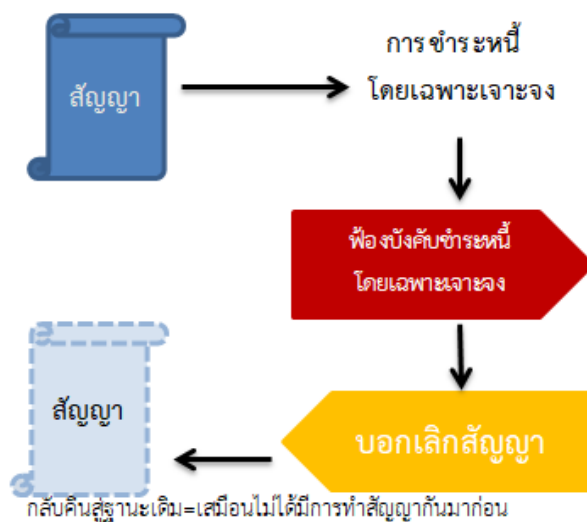 สัญญา
การชำระหนี้
โดยเฉพาะเจาะจง
ฟ้องบังคับชำระหนี้
โดยเฉพาะเจาะจง
บอกเลิกสัญญา
สัญญา
กลับคืนสู่ฐานะเดิม=เสมือนไม่ได้มีการทำสัญญากันมาก่อน